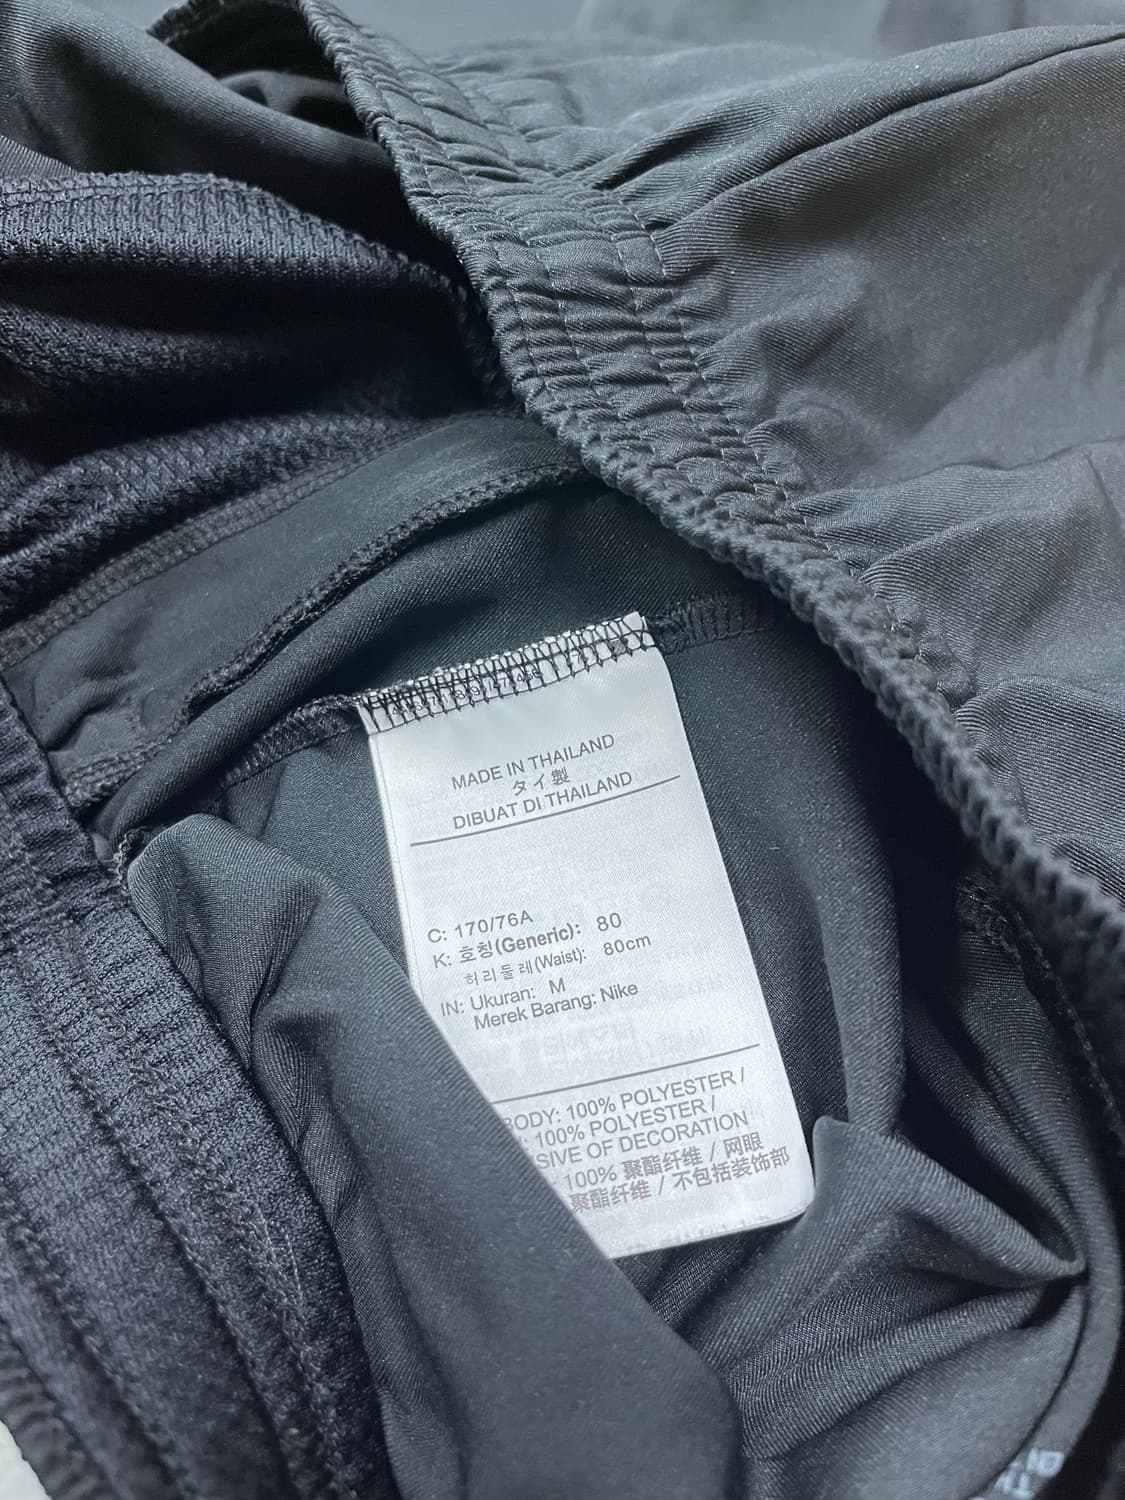 MADE IN THAILAND
タイ製
DIBUAT DI THAILAND
C: 170/76A
K: 호칭(Generic): 80
허리둘레(Waist): 80cm
IN: Ukuran: M
Merek Barang: Nike
BODY: 100% POLYESTER /
: 100% POLYESTER /
SIVE OF DECORATION
100% 聚酯纤维 / 网眼
聚酯纤维 / 不包括装饰部